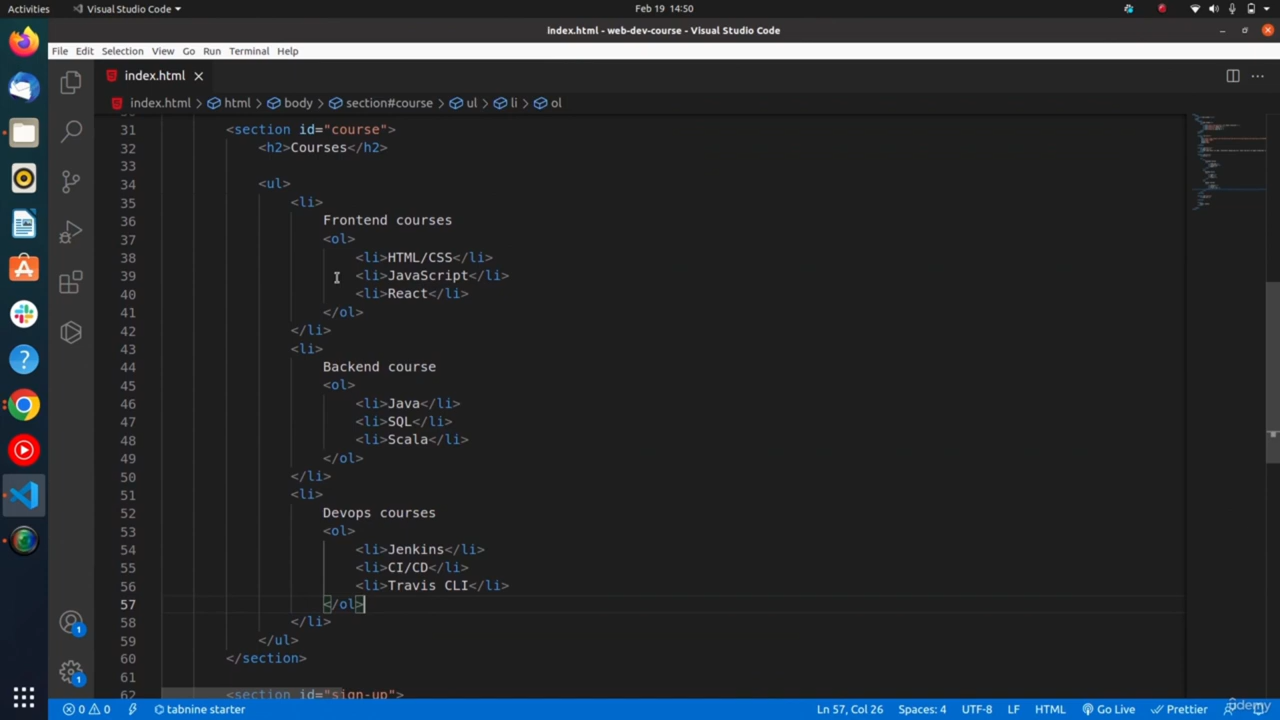 Activities Visual Studio Code Feb 19 14:50
index.html - web-dev-course - Visual Studio Code
File Edit Selection View Go Run Terminal Help
index.html
index.html > html > body > section#course > ul > li > ol
31 <section id="course">
32 <h2>Courses</h2>
33
34 <ul>
35 <li>
36 Frontend courses
37 <ol>
38 <li>HTML/CSS</li>
39 <li>JavaScript</li>
40 <li>React</li>
41 </ol>
42 </li>
43 <li>
44 Backend course
45 <ol>
46 <li>Java</li>
47 <li>SQL</li>
48 <li>Scala</li>
49 </ol>
50 </li>
51 <li>
52 Devops courses
53 <ol>
54 <li>Jenkins</li>
55 <li>CI/CD</li>
56 <li>Travis CLI</li>
57 </ol>
58 </li>
59 </ul>
60 </section>
61
62 <section id="sign-up">
1
1
0 0 tabnine starter Ln 57, Col 26 Spaces: 4 UTF-8 LF HTML Go Live Prettier
udemy